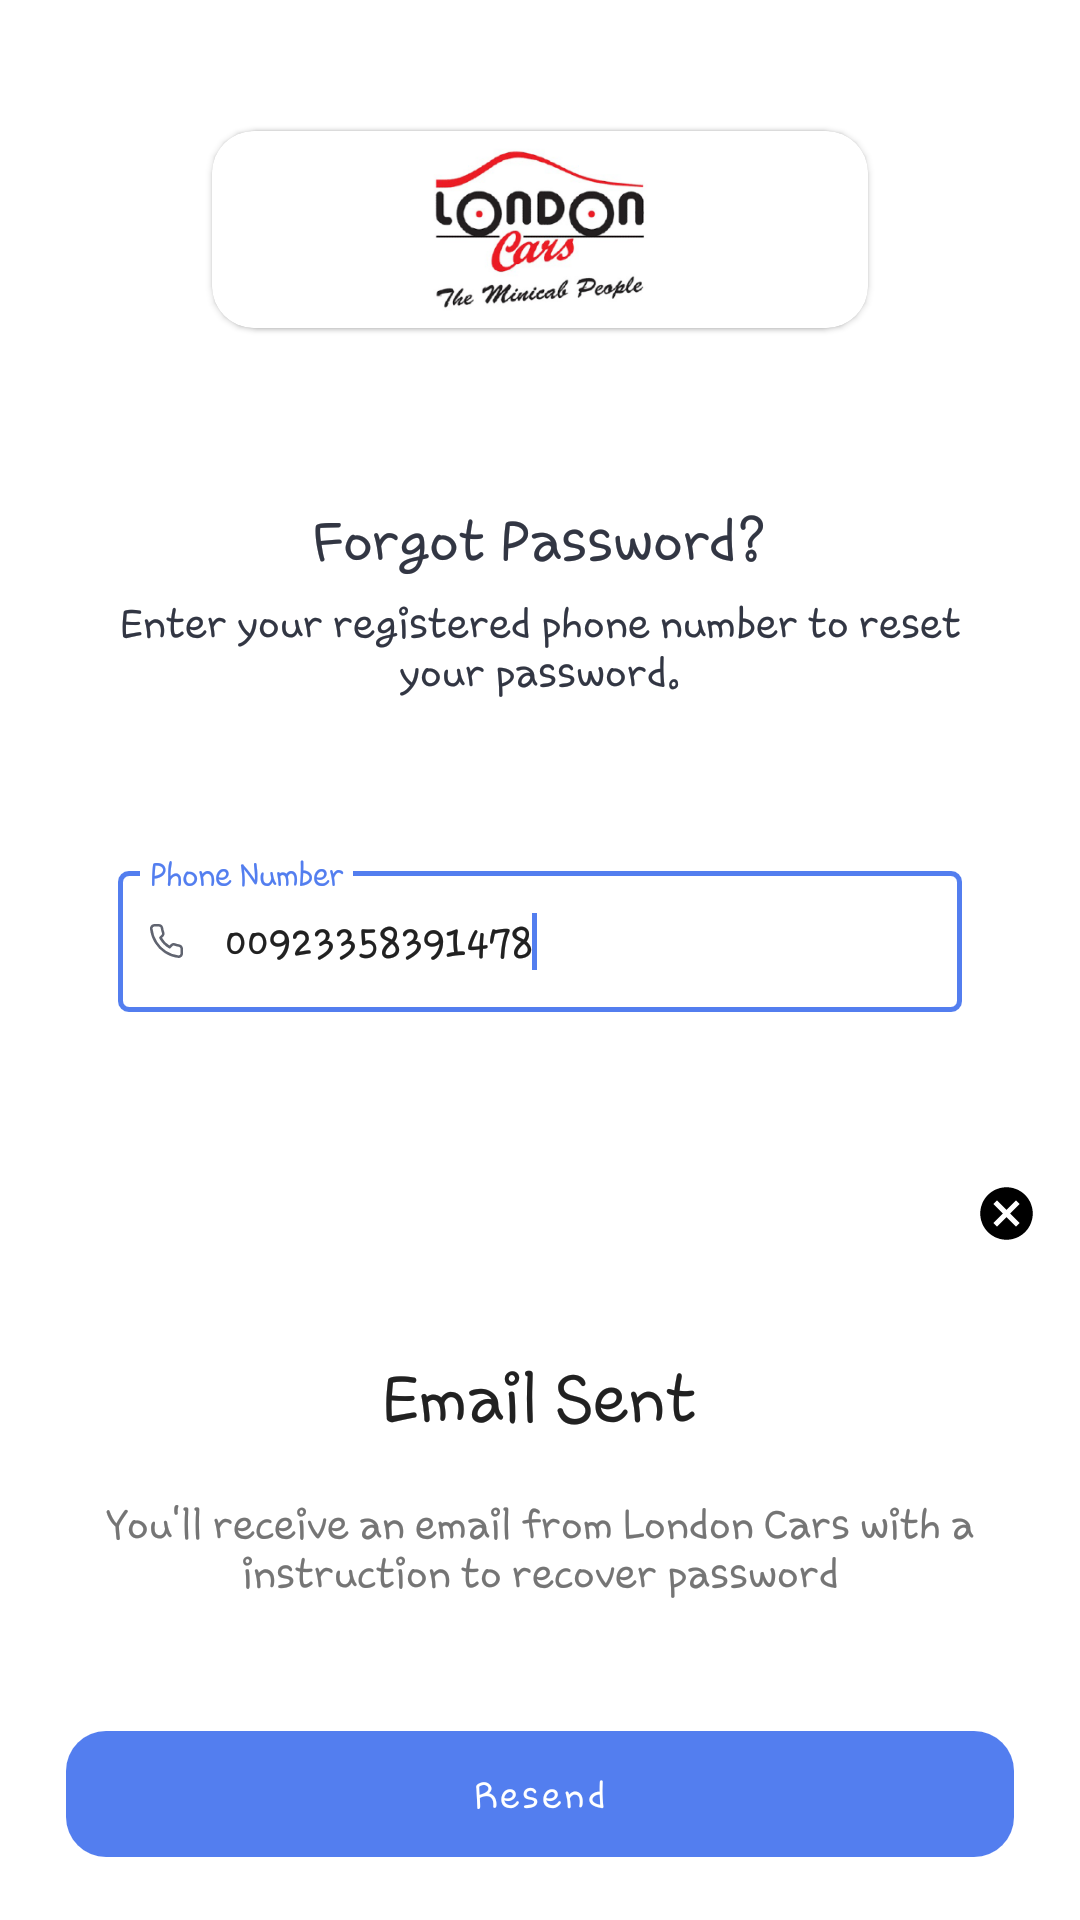 LONDON
Cars
The Minicab People
Forgot Password?
Enter your registered phone number to reset
your password.
Phone Number
00923358391478
Email Sent
You'll receive an email from London Cars with a
instruction to recover password
Resend